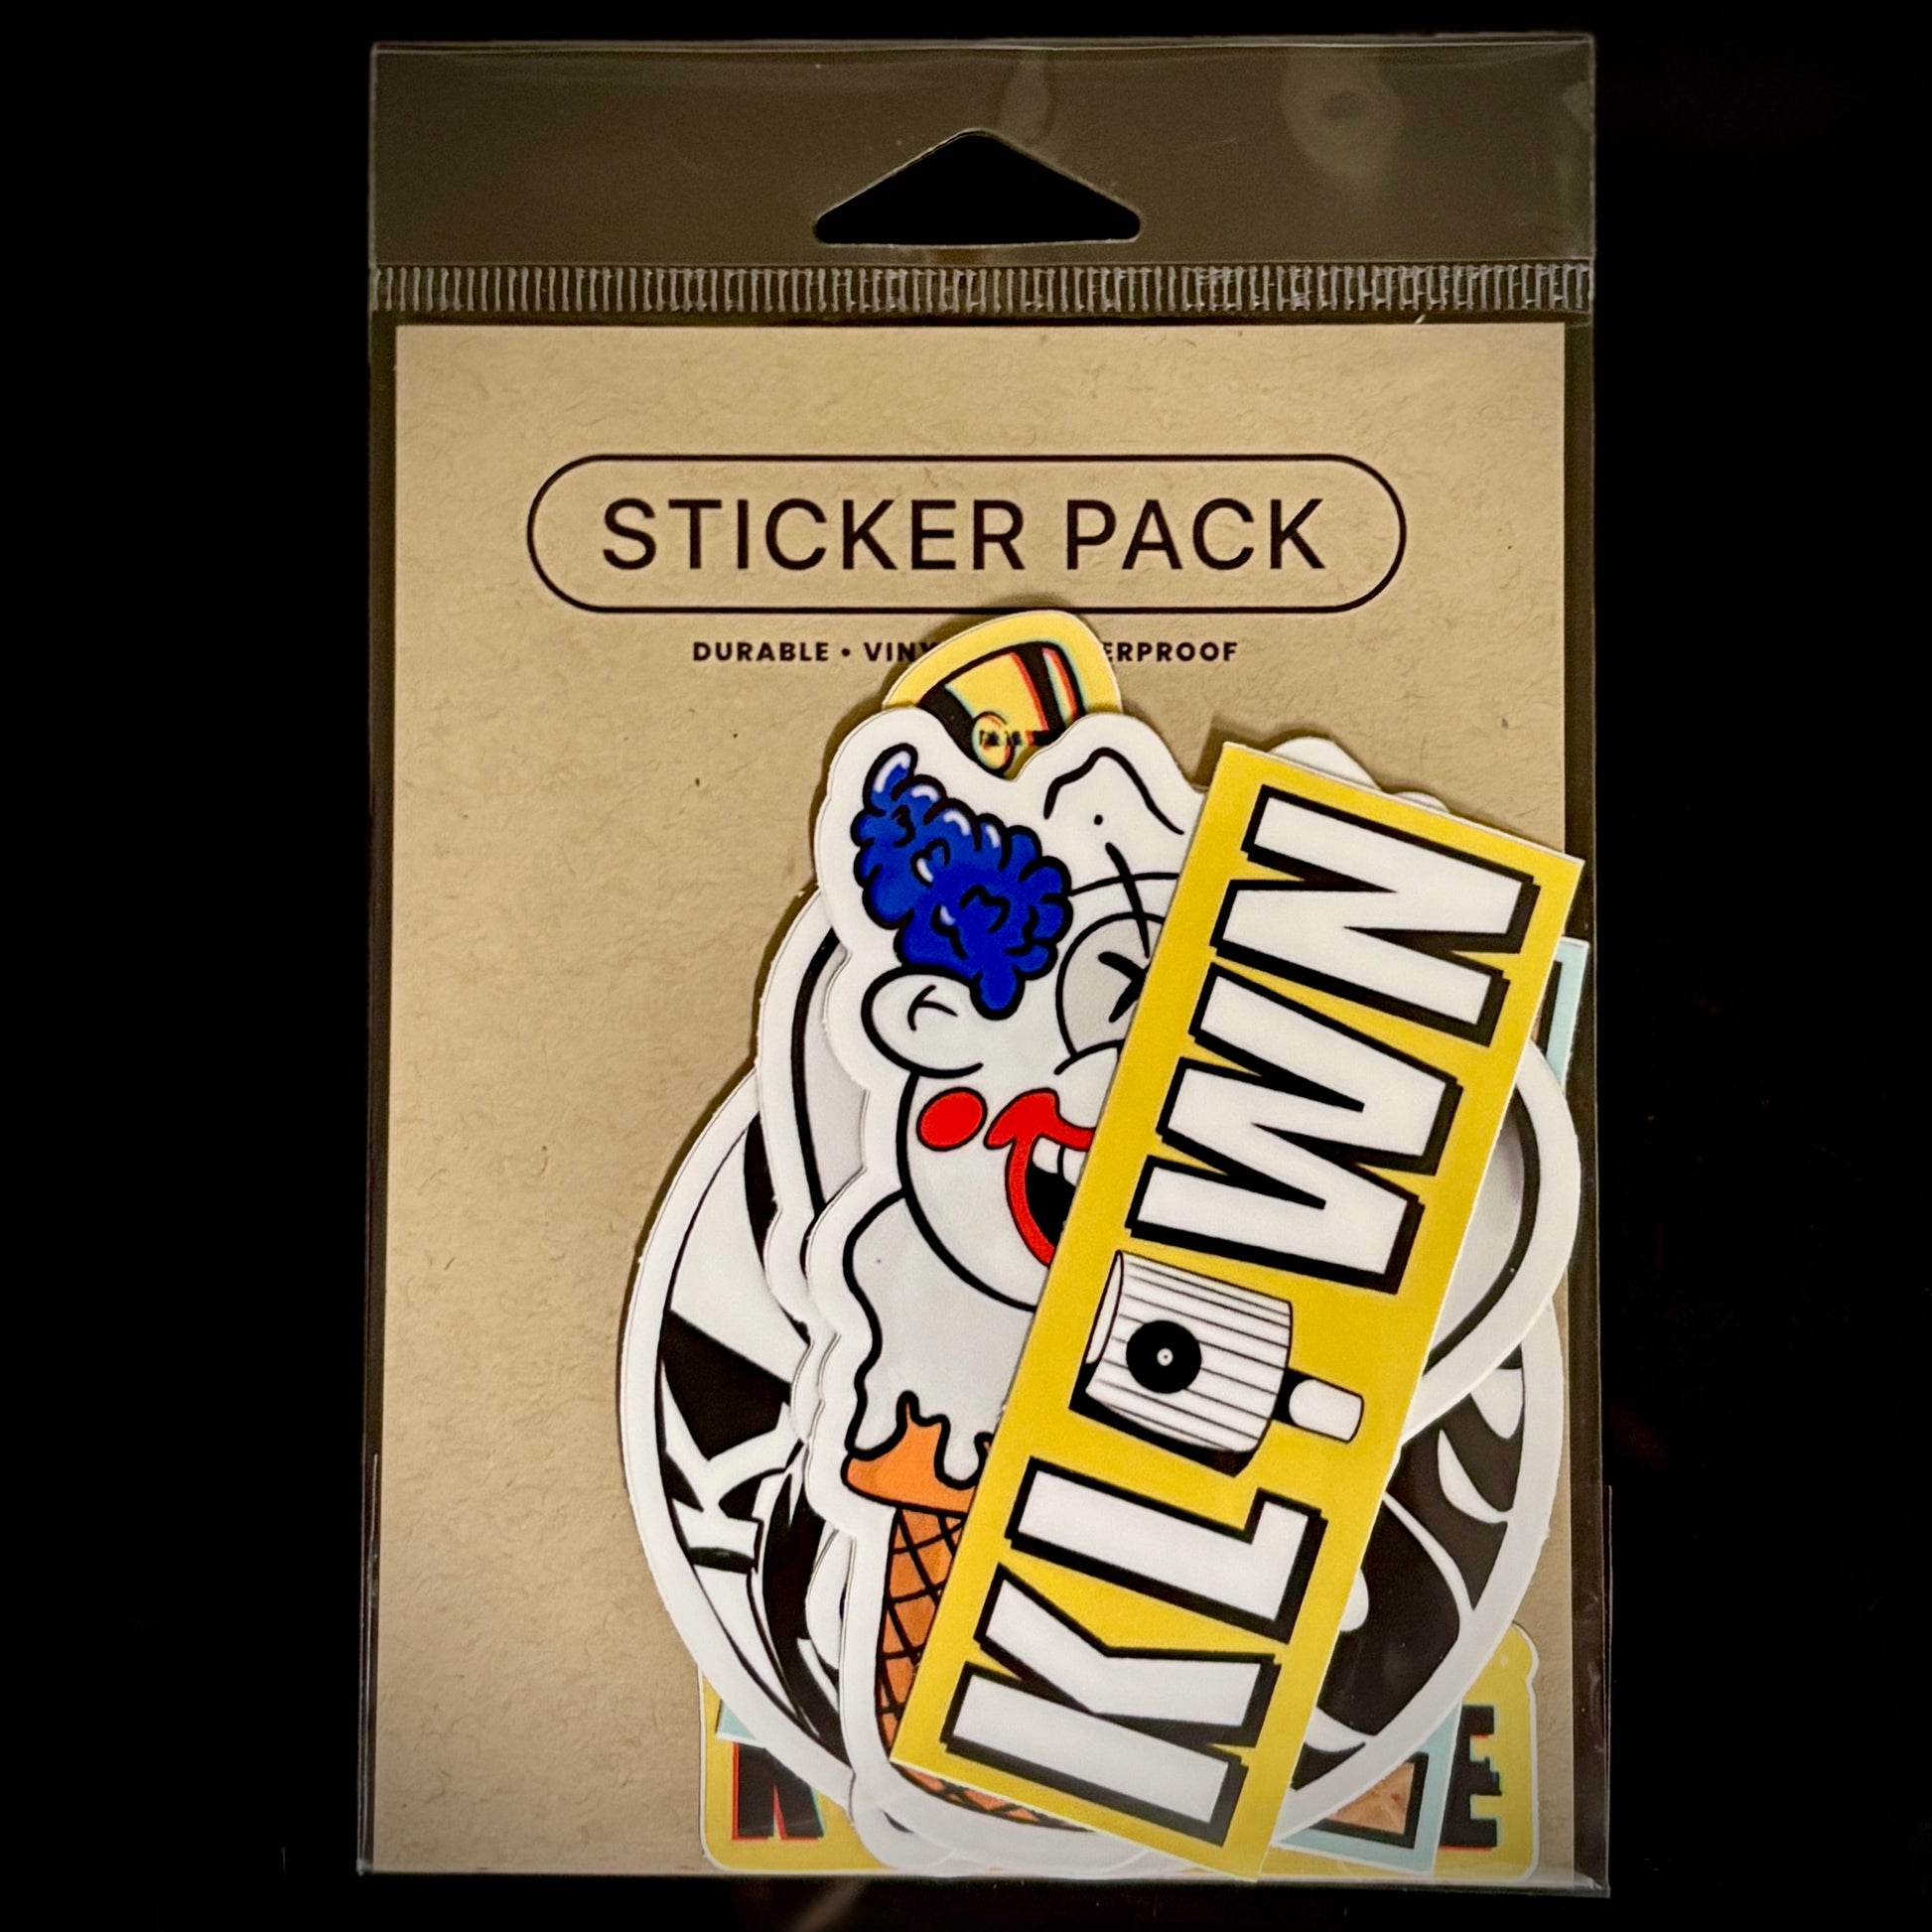 STICKER PACK
DURABLE • VINY ERPROOF
KLOWN
K
E